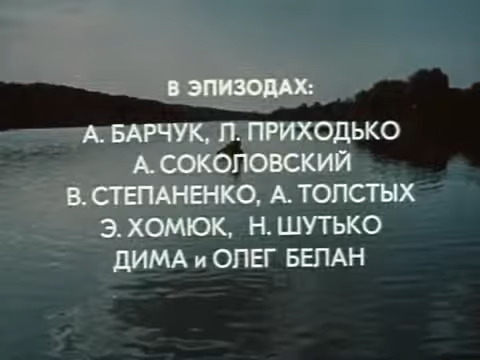 В ЭПИЗОДАХ:
А. БАРЧУК, Л. ПРИХОДЬКО
А. СОКОЛОВСКИЙ
В. СТЕПАНЕНКО, А. ТОЛСТЫХ
Э. ХОМЮК, Н. ШУТЬКО
ДИМА и ОЛЕГ БЕЛАН